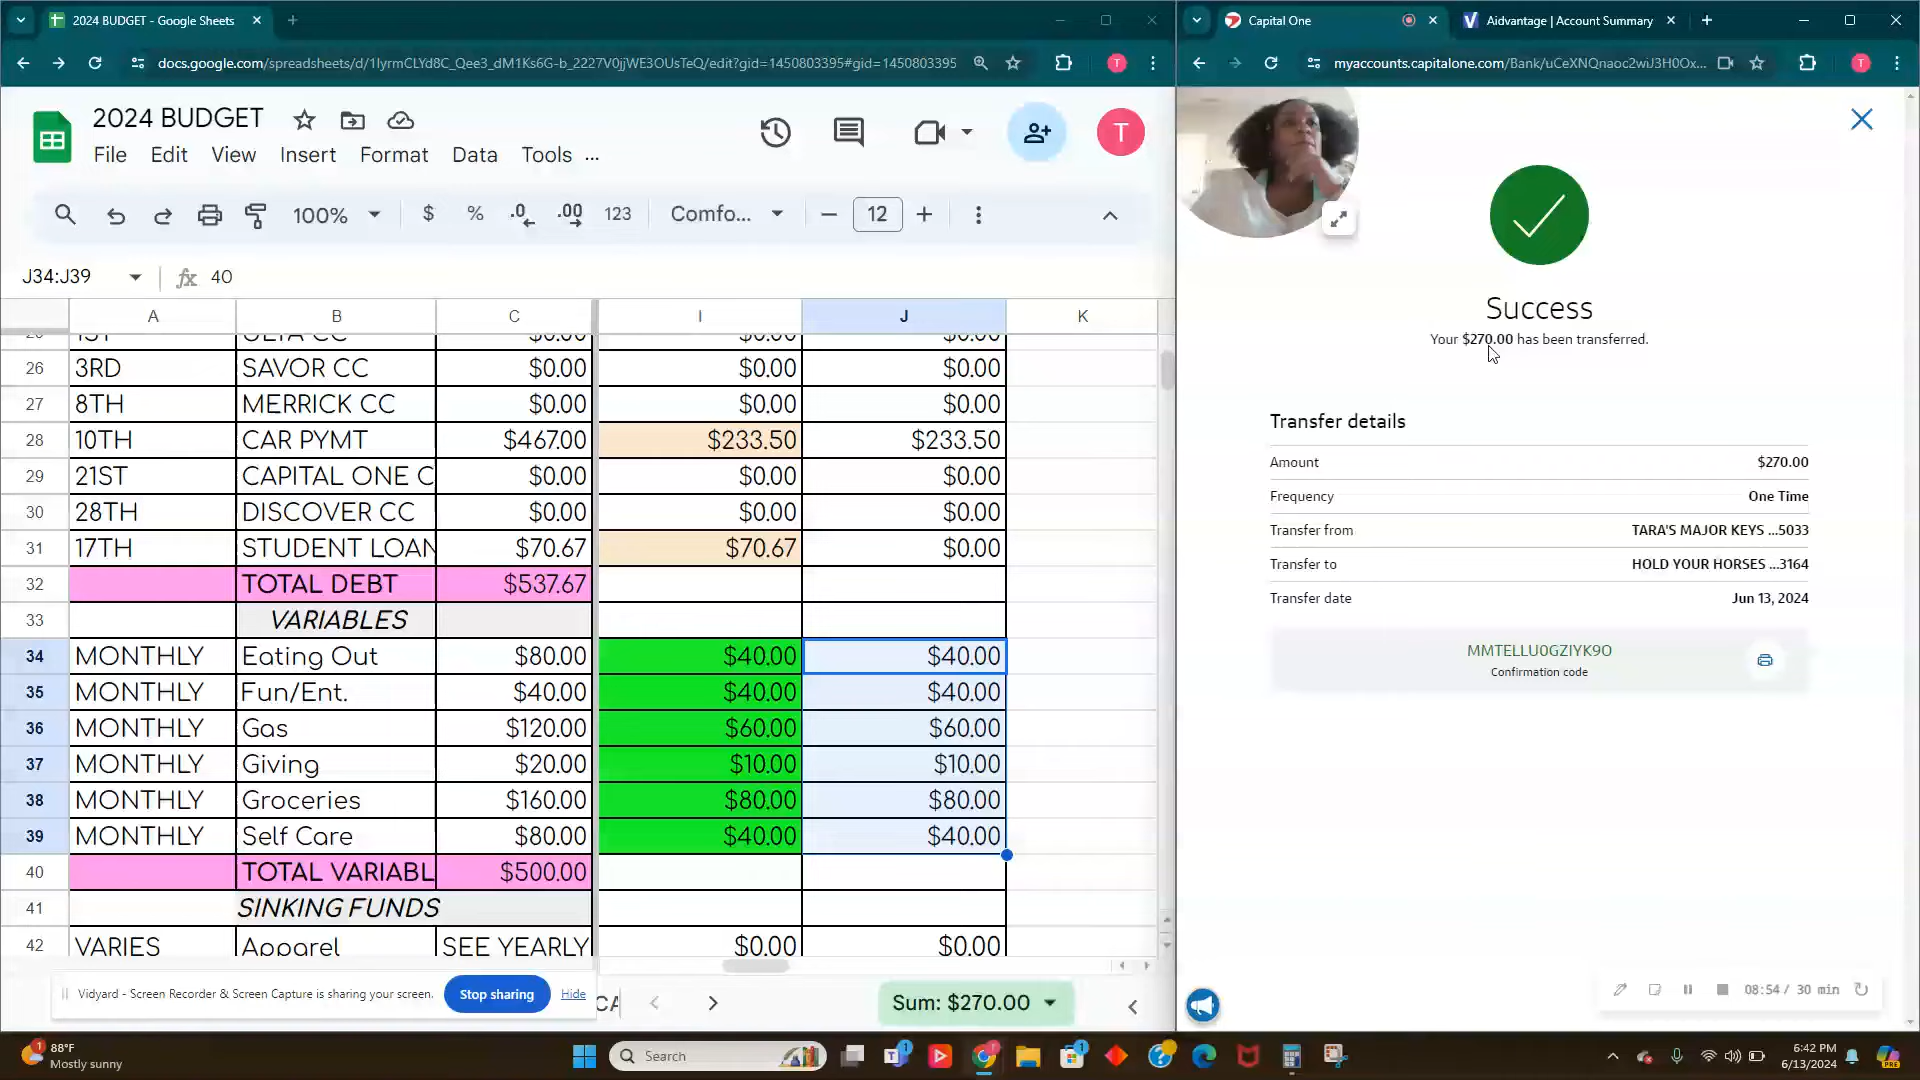 2024 BUDGET - Google Sheets
docs.google.com/spreadsheets/d/1IyrmCLYd8C_Qee3_dM1Ks6G-b_2227V0jjWE3OUsTeQ/edit?gid=1450803395#gid=1450803395
T
2024 BUDGET
File Edit View Insert Format Data Tools ...
T
100% $ % .0 .00 123 Comfo... 12
J34:J39 fx 40
A B C I J K
26 3RD SAVOR CC $0.00 $0.00 $0.00
27 8TH MERRICK CC $0.00 $0.00 $0.00
28 10TH CAR PYMT $467.00 $233.50 $233.50
29 21ST CAPITAL ONE C $0.00 $0.00 $0.00
30 28TH DISCOVER CC $0.00 $0.00 $0.00
31 17TH STUDENT LOAN $70.67 $70.67 $0.00
32 TOTAL DEBT $537.67
33 VARIABLES
34 MONTHLY Eating Out $80.00 $40.00 $40.00
35 MONTHLY Fun/Ent. $40.00 $40.00 $40.00
36 MONTHLY Gas $120.00 $60.00 $60.00
37 MONTHLY Giving $20.00 $10.00 $10.00
38 MONTHLY Groceries $160.00 $80.00 $80.00
39 MONTHLY Self Care $80.00 $40.00 $40.00
40 TOTAL VARIABL $500.00
41 SINKING FUNDS
42 VARIES Apparel SEE YEARLY $0.00 $0.00
Vidyard - Screen Recorder & Screen Capture is sharing your screen. Stop sharing Hide
Sum: $270.00
Capital One
Aidvantage | Account Summary
myaccounts.capitalone.com/Bank/uCeXNQnaoc2wiJ3H0Ox...
T
Success
Your $270.00 has been transferred.
Transfer details
Amount $270.00
Frequency One Time
Transfer from TARA'S MAJOR KEYS ...5033
Transfer to HOLD YOUR HORSES ...3164
Transfer date Jun 13, 2024
MMTELLU0GZIYK9O
Confirmation code
08:54 / 30 min
1
88°F
Mostly sunny
Search
1
1
6:42 PM
6/13/2024
PRE